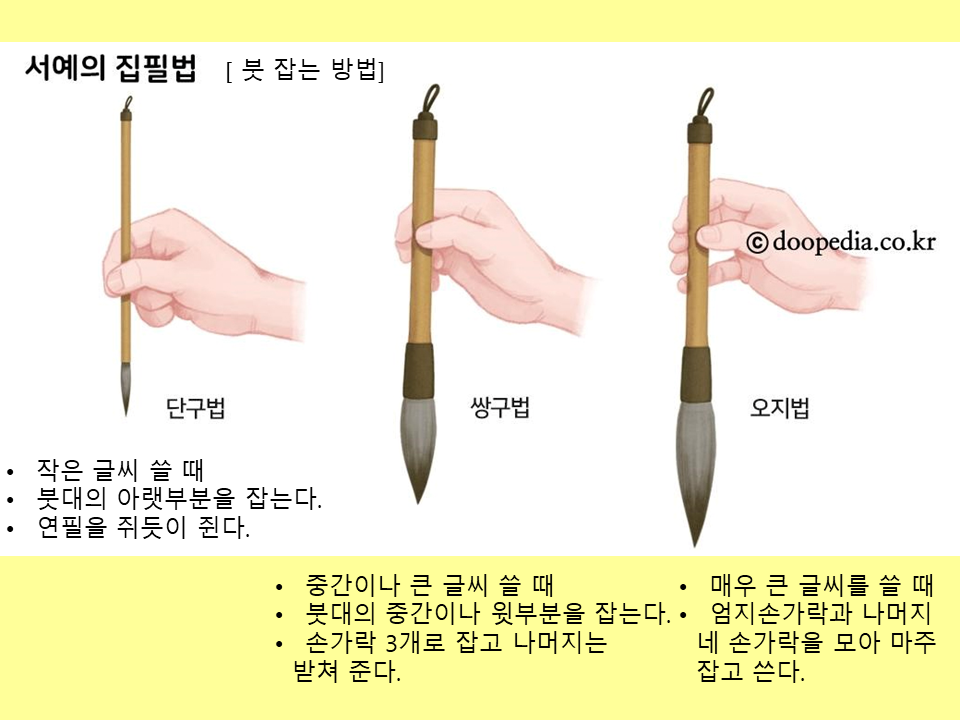 서예의 집필법 [ 붓 잡는 방법]
ⓒdoopedia.co.kr
단구법
쌍구법
오지법
• 작은 글씨 쓸 때
• 붓대의 아랫부분을 잡는다.
• 연필을 쥐듯이 쥔다.
• 중간이나 큰 글씨 쓸 때
• 붓대의 중간이나 윗부분을 잡는다.
• 손가락 3개로 잡고 나머지는
받쳐 준다.
• 매우 큰 글씨를 쓸 때
• 엄지손가락과 나머지
네 손가락을 모아 마주
잡고 쓴다.